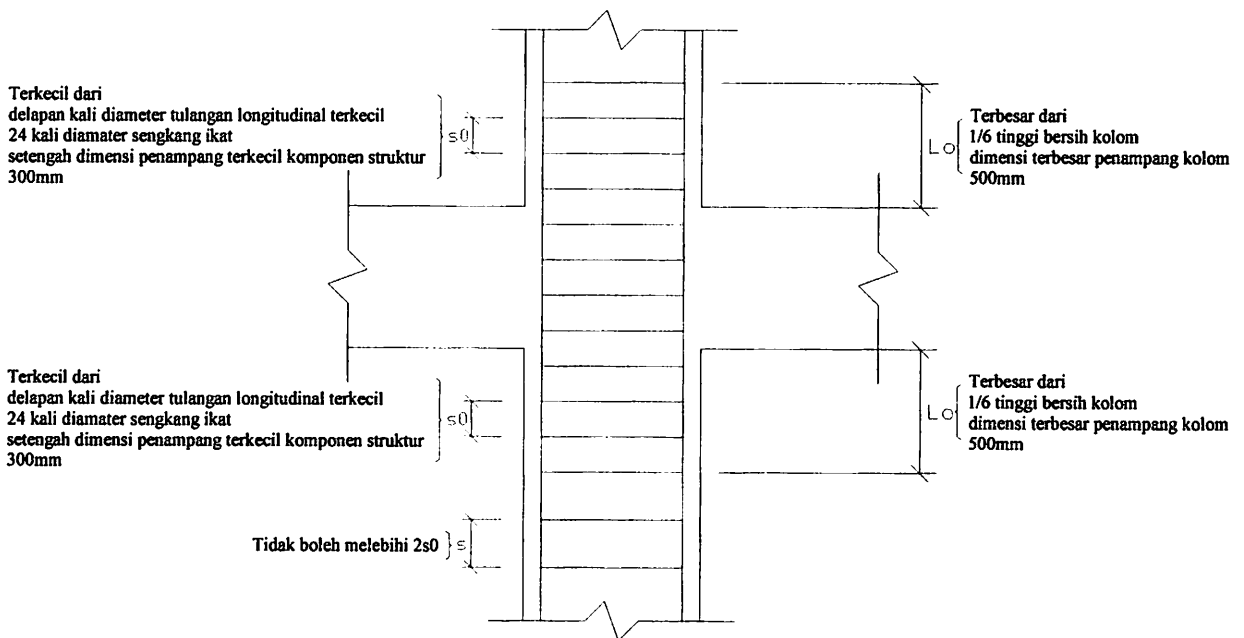 Terkecil dari
delapan kali diameter tulangan longitudinal terkecil
24 kali diamater sengkang ikat
setengah dimensi penampang terkecil komponen struktur
300mm
s0
Lo
Terbesar dari
1/6 tinggi bersih kolom
dimensi terbesar penampang kolom
500mm
Terkecil dari
delapan kali diameter tulangan longitudinal terkecil
24 kali diamater sengkang ikat
setengah dimensi penampang terkecil komponen struktur
300mm
s0
Lo
Terbesar dari
1/6 tinggi bersih kolom
dimensi terbesar penampang kolom
500mm
Tidak boleh melebihi 2s0
s